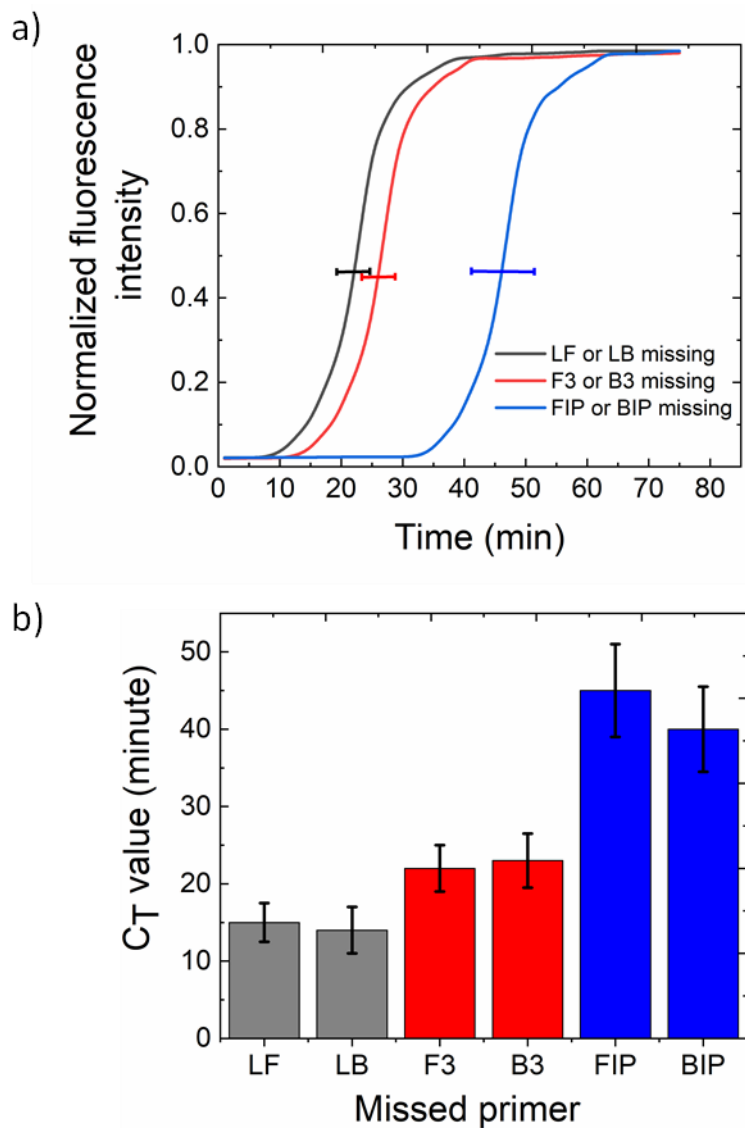 a)
Normalized fluorescence
intensity
1.0
0.8
0.6
0.4
0.2
0.0
LF or LB missing
F3 or B3 missing
FIP or BIP missing
0 10 20 30 40 50 60 70 80
Time (min)
b)
CT value (minute)
50
40
30
20
10
0
LF LB F3 B3 FIP BIP
Missed primer